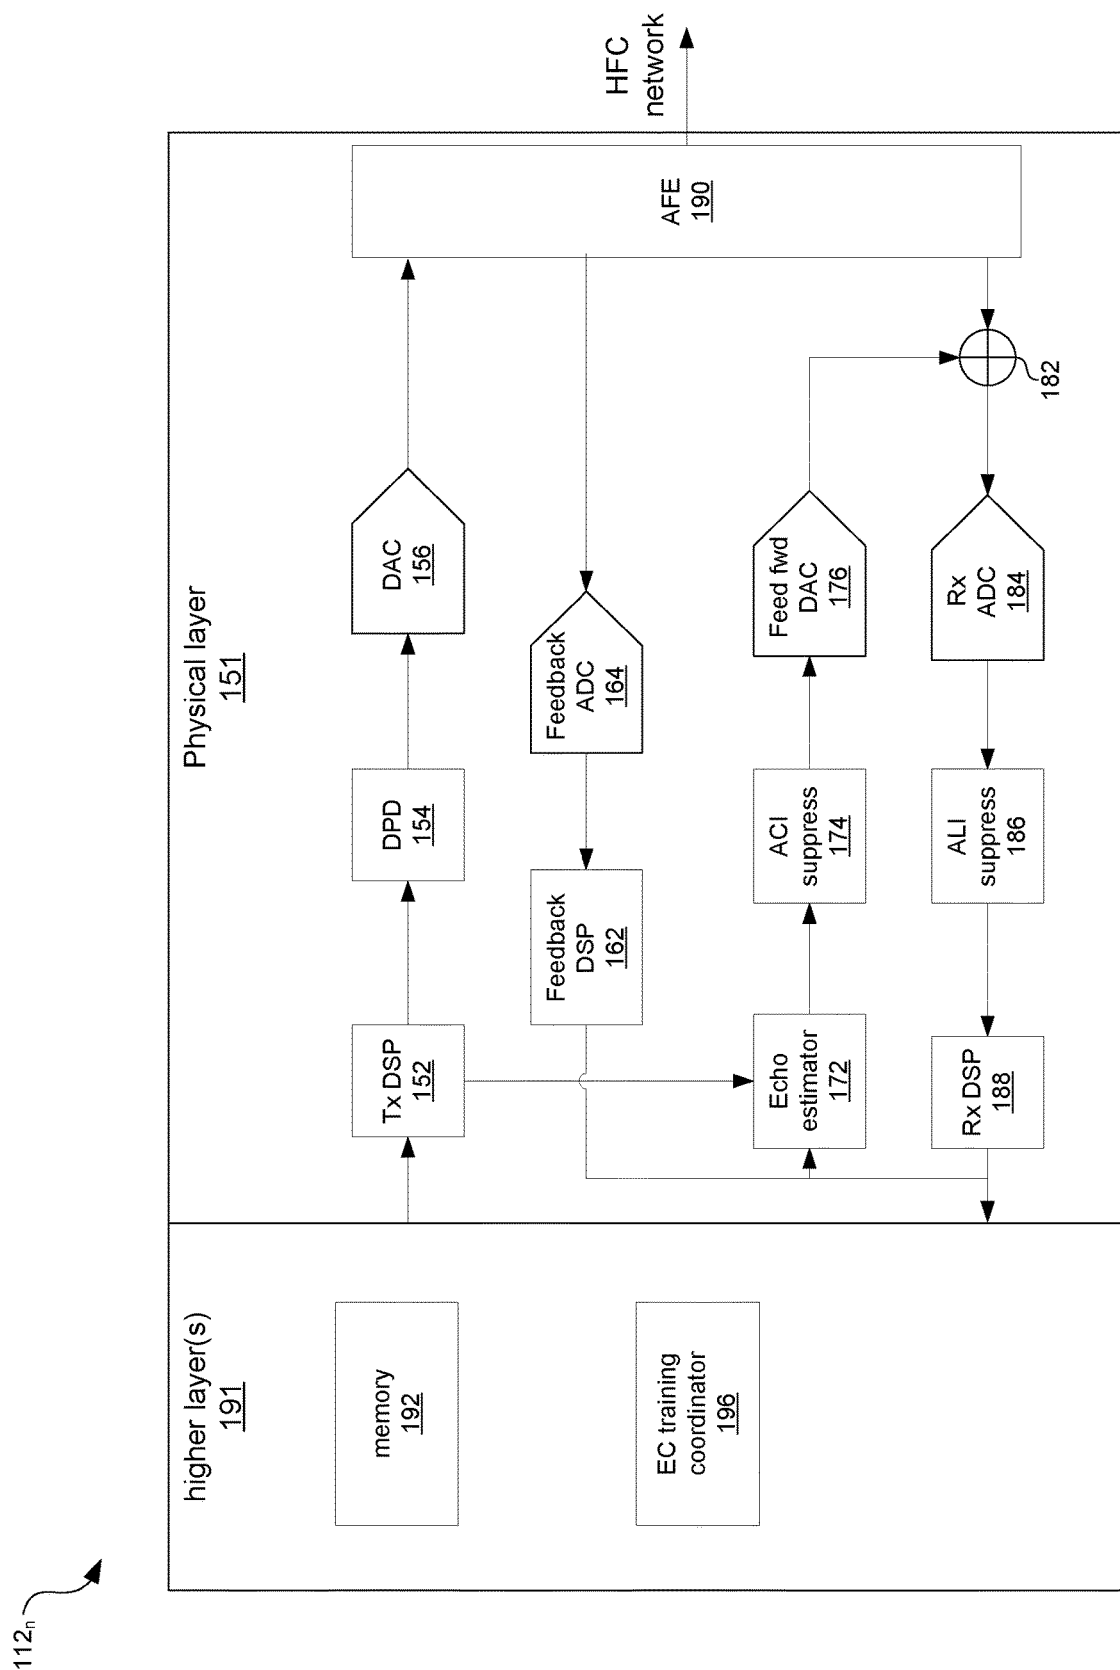 112n
higher layer(s)
191
memory
192
EC training
coordinator
196
Physical layer
151
Tx DSP
152
DPD
154
DAC
156
Feedback
DSP
162
Feedback
ADC
164
Echo
estimator
172
ACI
suppress
174
Feed fwd
DAC
176
Rx DSP
188
ALI
suppress
186
Rx
ADC
184
182
AFE
190
HFC
network